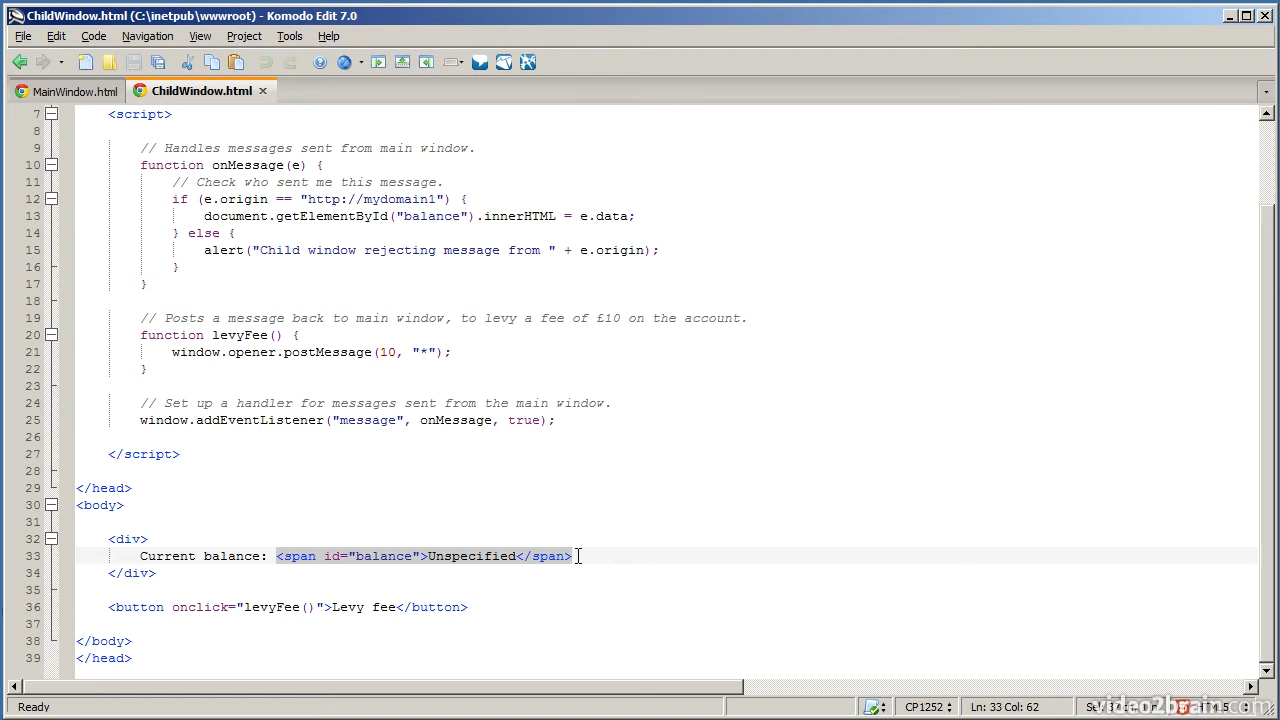 ChildWindow.html (C:\inetpub\wwwroot) - Komodo Edit 7.0
File Edit Code Navigation View Project Tools Help
MainWindow.html ChildWindow.html
7 <script>
8
9 // Handles messages sent from main window.
10 function onMessage(e) {
11 // Check who sent me this message.
12 if (e.origin == "http://mydomain1") {
13 document.getElementById("balance").innerHTML = e.data;
14 } else {
15 alert("Child window rejecting message from " + e.origin);
16 }
17 }
18
19 // Posts a message back to main window, to levy a fee of £10 on the account.
20 function levyFee() {
21 window.opener.postMessage(10, "*");
22 }
23
24 // Set up a handler for messages sent from the main window.
25 window.addEventListener("message", onMessage, true);
26
27 </script>
28
29 </head>
30 <body>
31
32 <div>
33 Current balance: <span id="balance">Unspecified</span>
34 </div>
35
36 <button onclick="levyFee()">Levy fee</button>
37
38 </body>
39 </head>
Ready CP1252 Ln: 33 Col: 62
video2brain.com